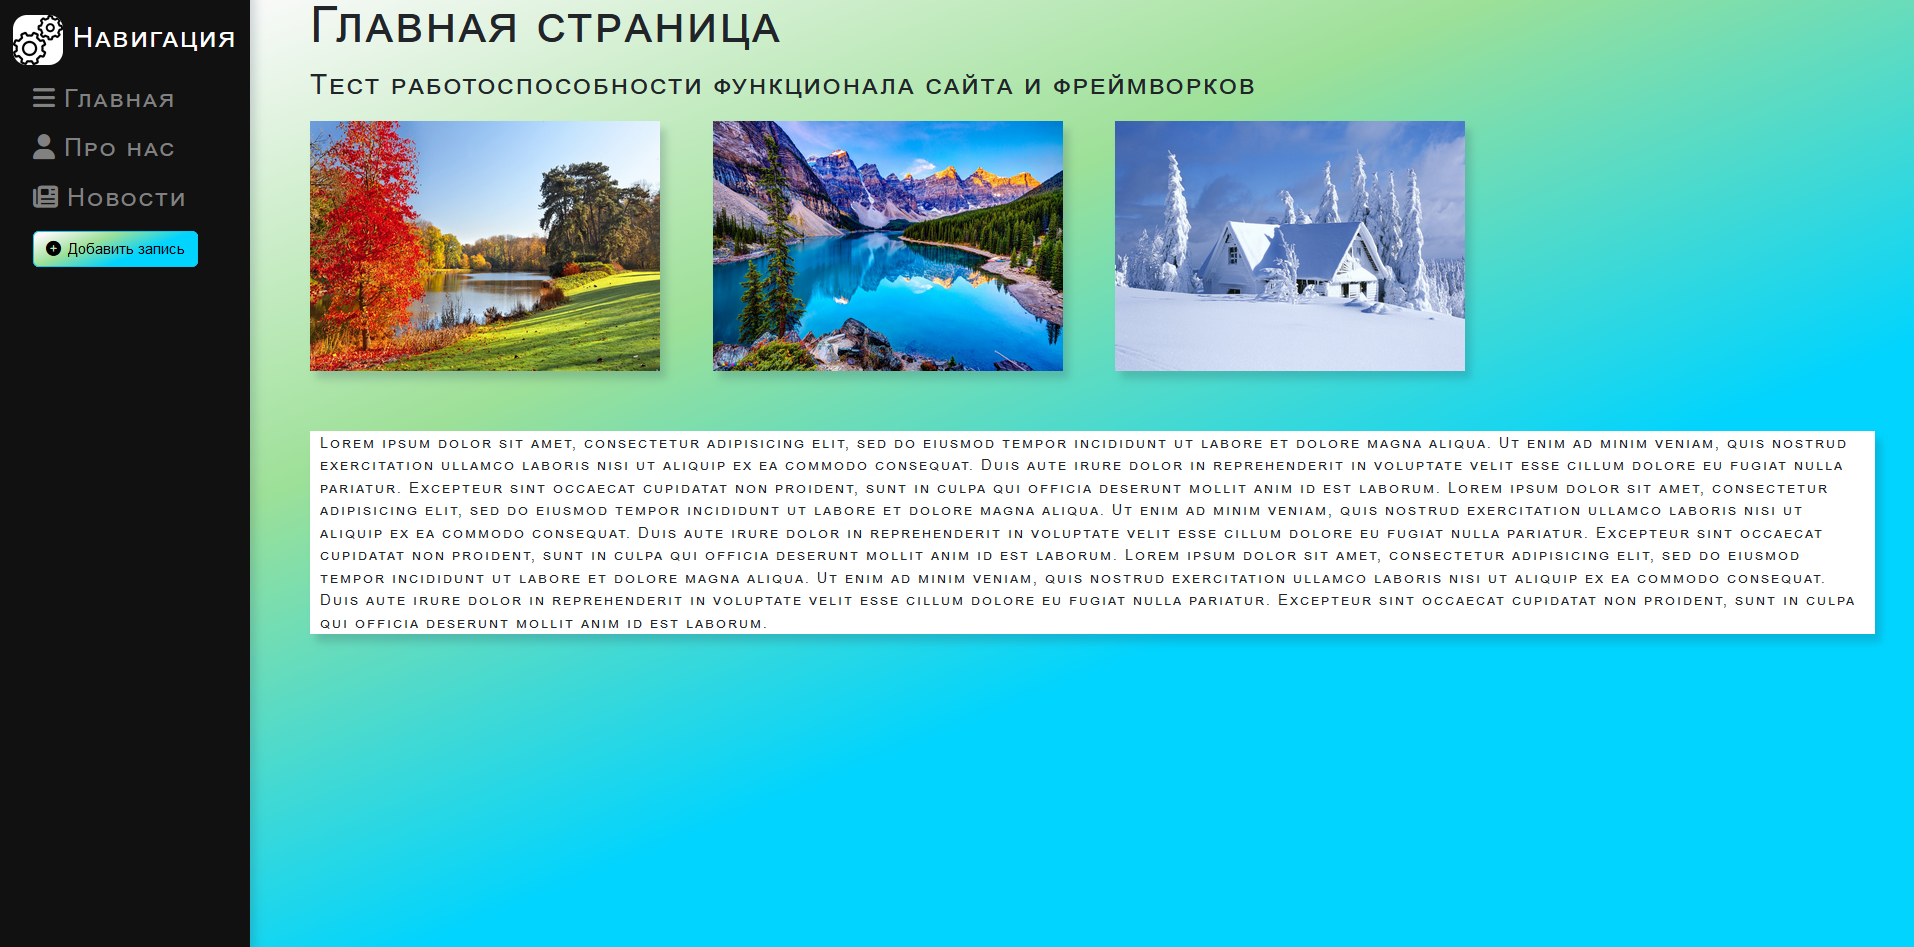 Навигация
Главная
Про нас
Новости
Добавить запись
Главная страница
Тест работоспособности функционала сайта и фреймворков
Lorem ipsum dolor sit amet, consectetur adipisicing elit, sed do eiusmod tempor incididunt ut labore et dolore magna aliqua. Ut enim ad minim veniam, quis nostrud
exercitation ullamco laboris nisi ut aliquip ex ea commodo consequat. Duis aute irure dolor in reprehenderit in voluptate velit esse cillum dolore eu fugiat nulla
pariatur. Excepteur sint occaecat cupidatat non proident, sunt in culpa qui officia deserunt mollit anim id est laborum. Lorem ipsum dolor sit amet, consectetur
adipisicing elit, sed do eiusmod tempor incididunt ut labore et dolore magna aliqua. Ut enim ad minim veniam, quis nostrud exercitation ullamco laboris nisi ut
aliquip ex ea commodo consequat. Duis aute irure dolor in reprehenderit in voluptate velit esse cillum dolore eu fugiat nulla pariatur. Excepteur sint occaecat
cupidatat non proident, sunt in culpa qui officia deserunt mollit anim id est laborum. Lorem ipsum dolor sit amet, consectetur adipisicing elit, sed do eiusmod
tempor incididunt ut labore et dolore magna aliqua. Ut enim ad minim veniam, quis nostrud exercitation ullamco laboris nisi ut aliquip ex ea commodo consequat.
Duis aute irure dolor in reprehenderit in voluptate velit esse cillum dolore eu fugiat nulla pariatur. Excepteur sint occaecat cupidatat non proident, sunt in culpa
qui officia deserunt mollit anim id est laborum.